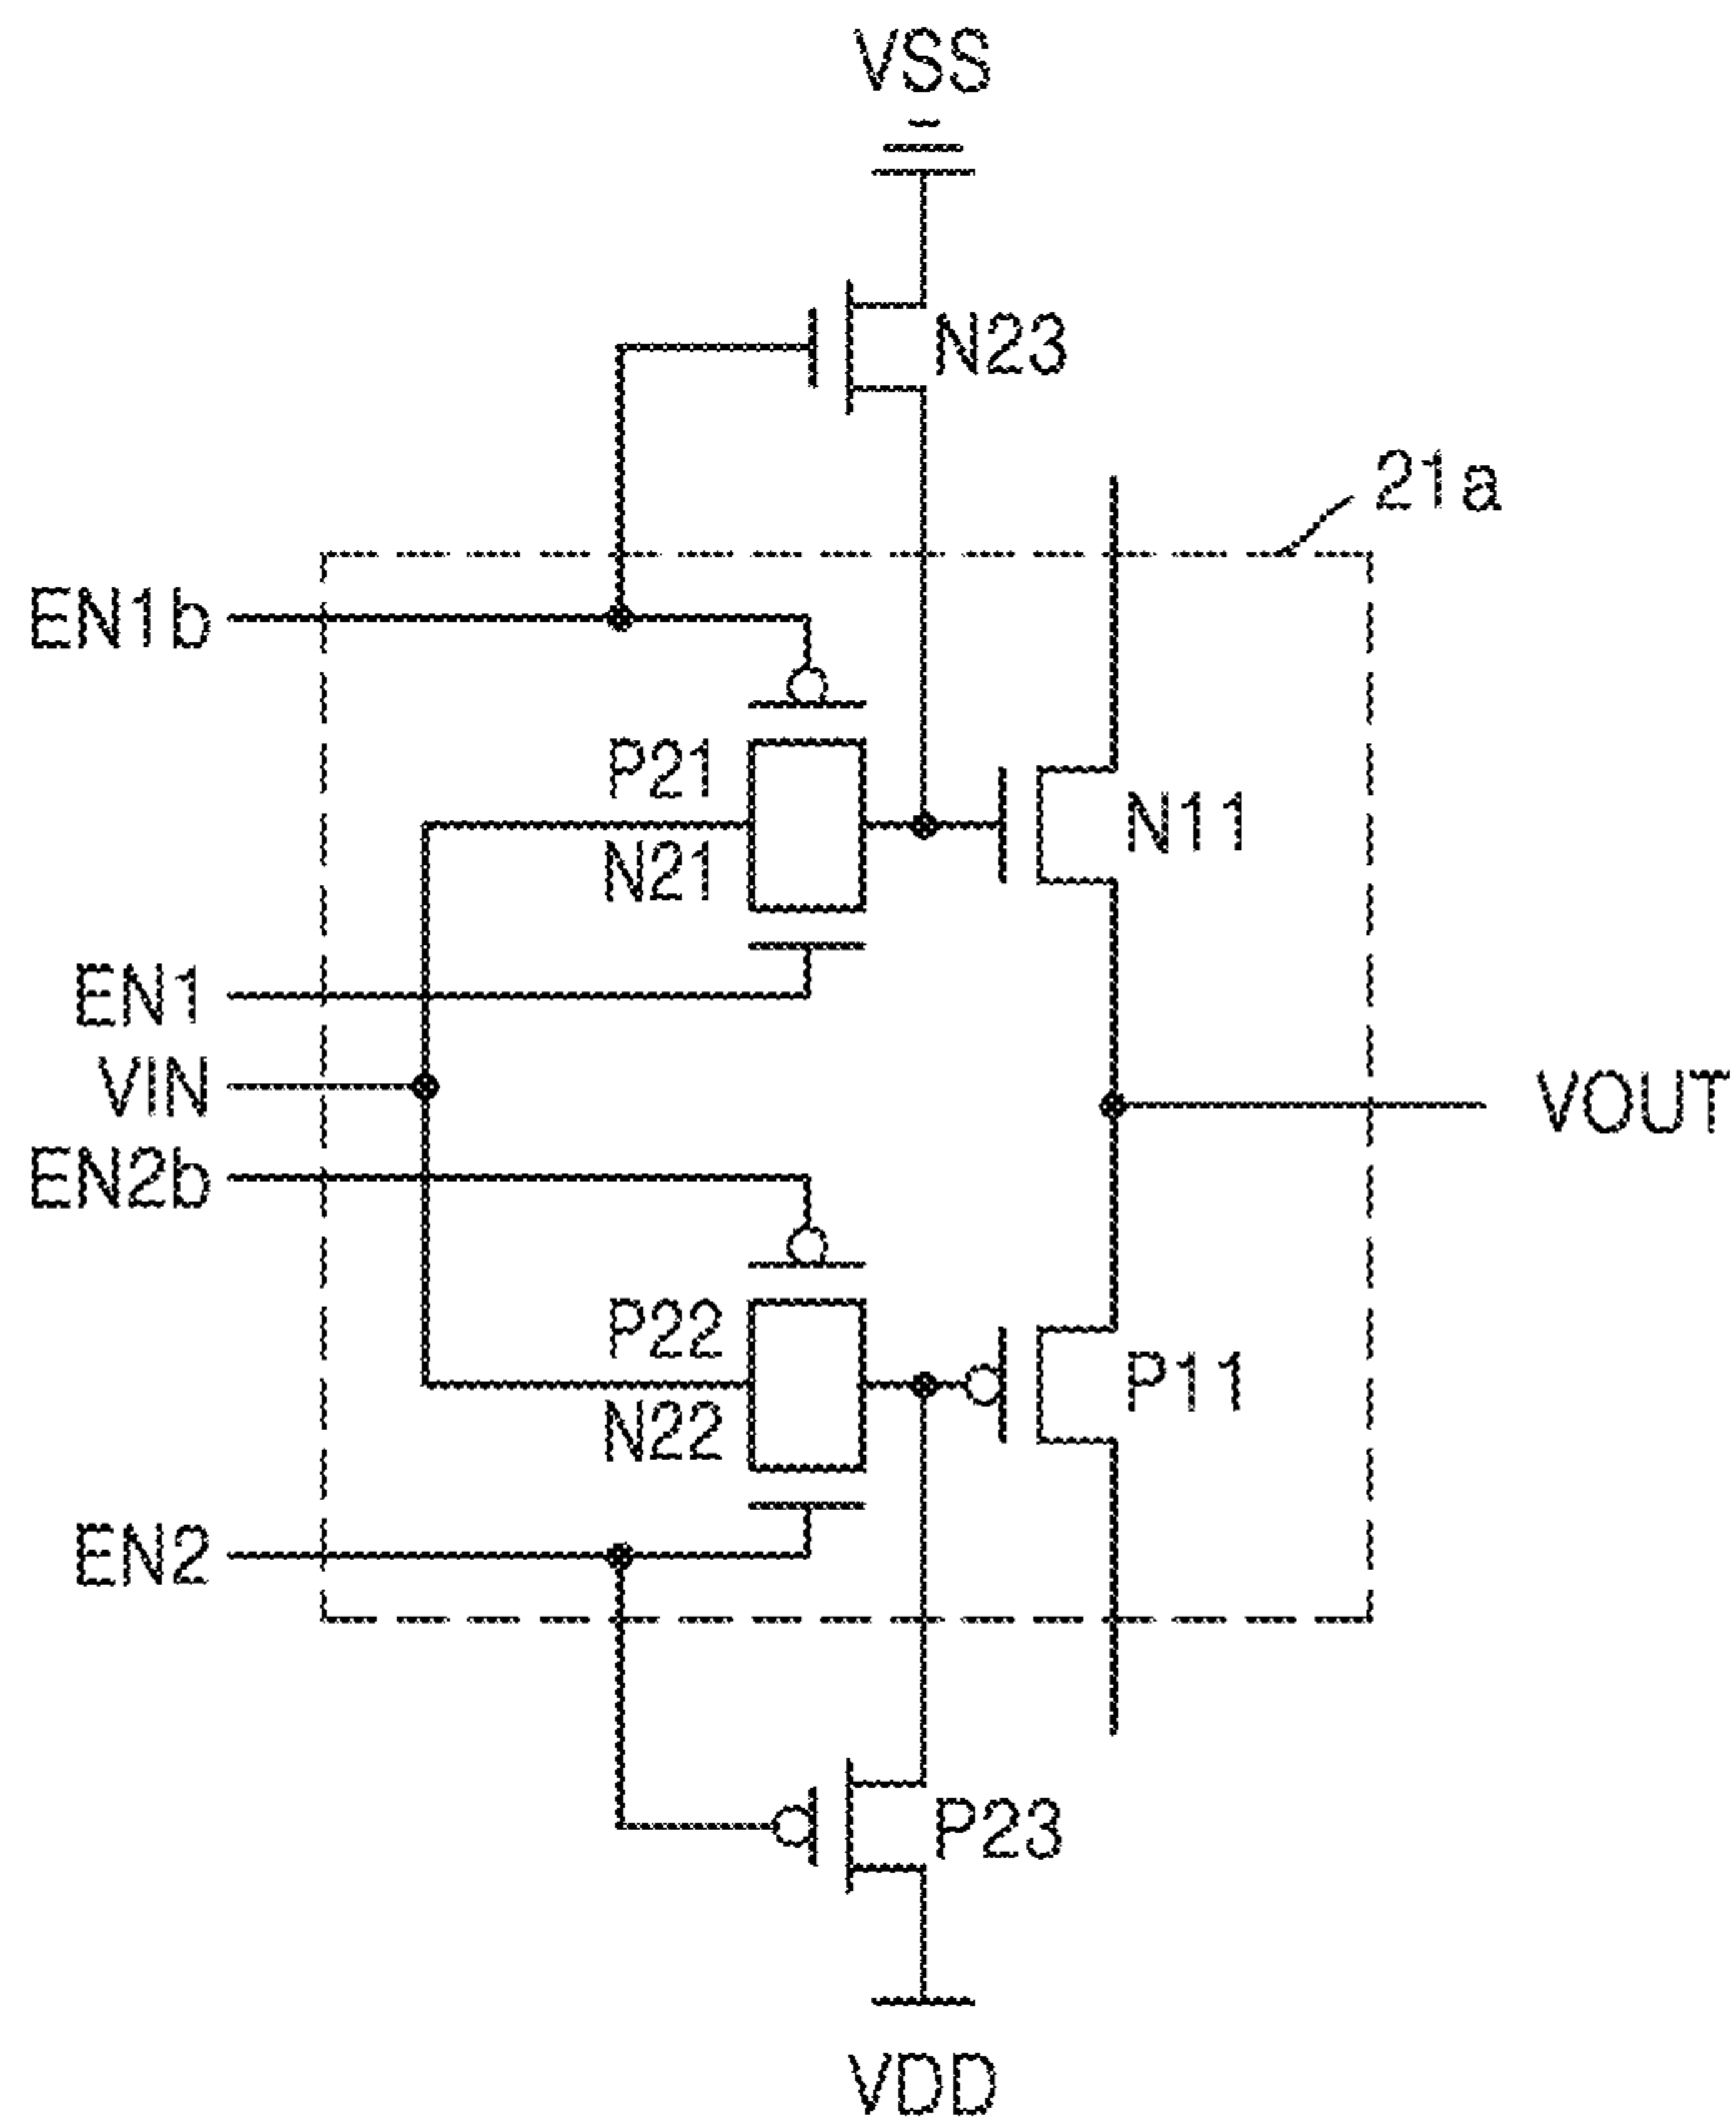 VSS
N23
21a
EN1b
P21
N11
N21
EN1
VIN
VOUT
EN2b
P22
P11
N22
EN2
P23
VDD